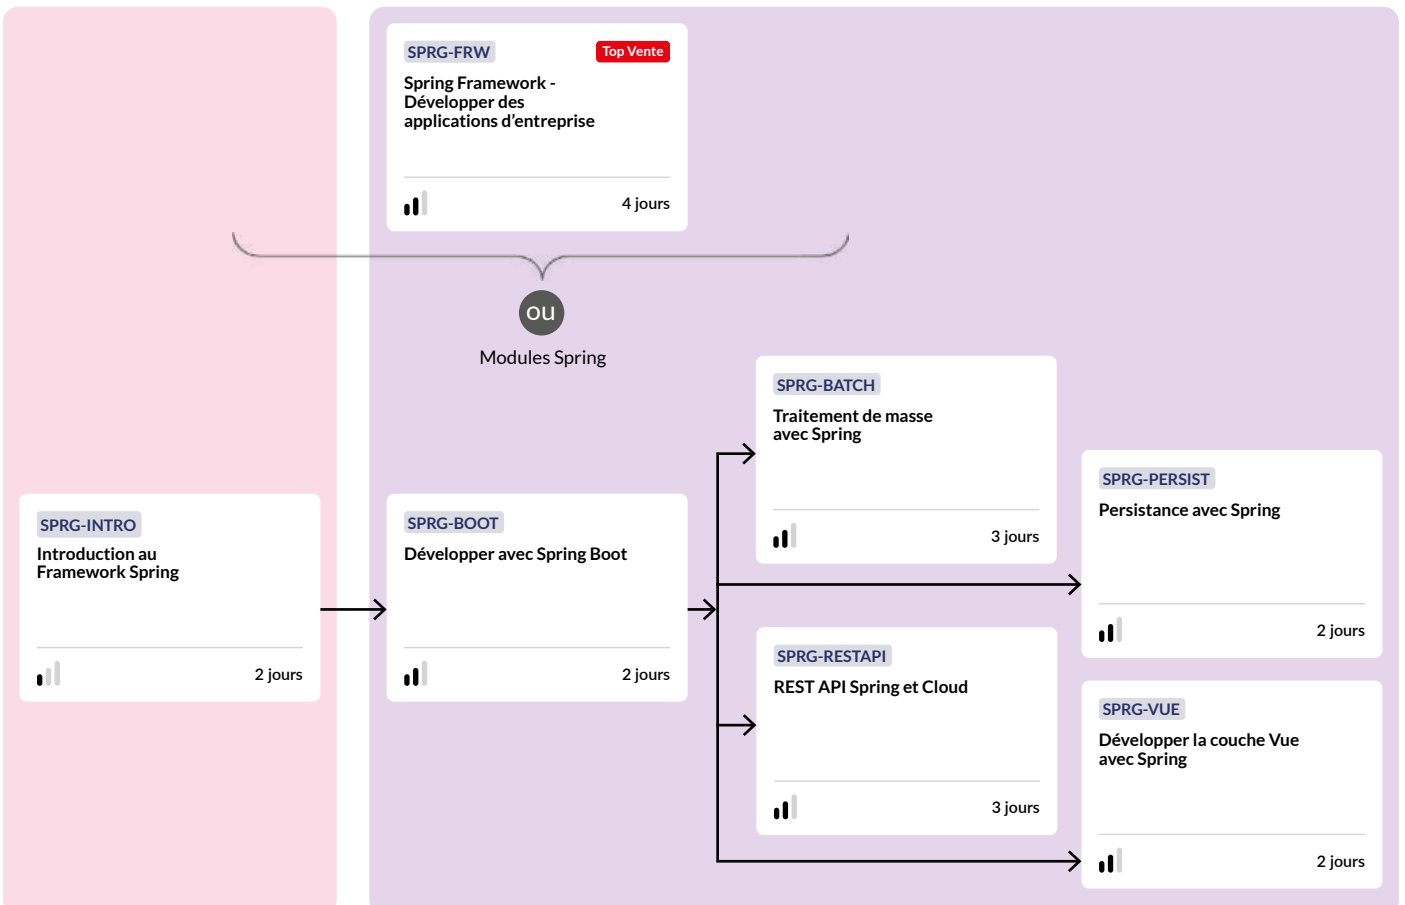 SPRG-FRW
Top Vente
Spring Framework -
Développer des
applications d’entreprise
4 jours
ou
Modules Spring
SPRG-INTRO
Introduction au
Framework Spring
2 jours
SPRG-BOOT
Développer avec Spring Boot
2 jours
SPRG-BATCH
Traitement de masse
avec Spring
3 jours
SPRG-RESTAPI
REST API Spring et Cloud
3 jours
SPRG-PERSIST
Persistance avec Spring
2 jours
SPRG-VUE
Développer la couche Vue
avec Spring
2 jours